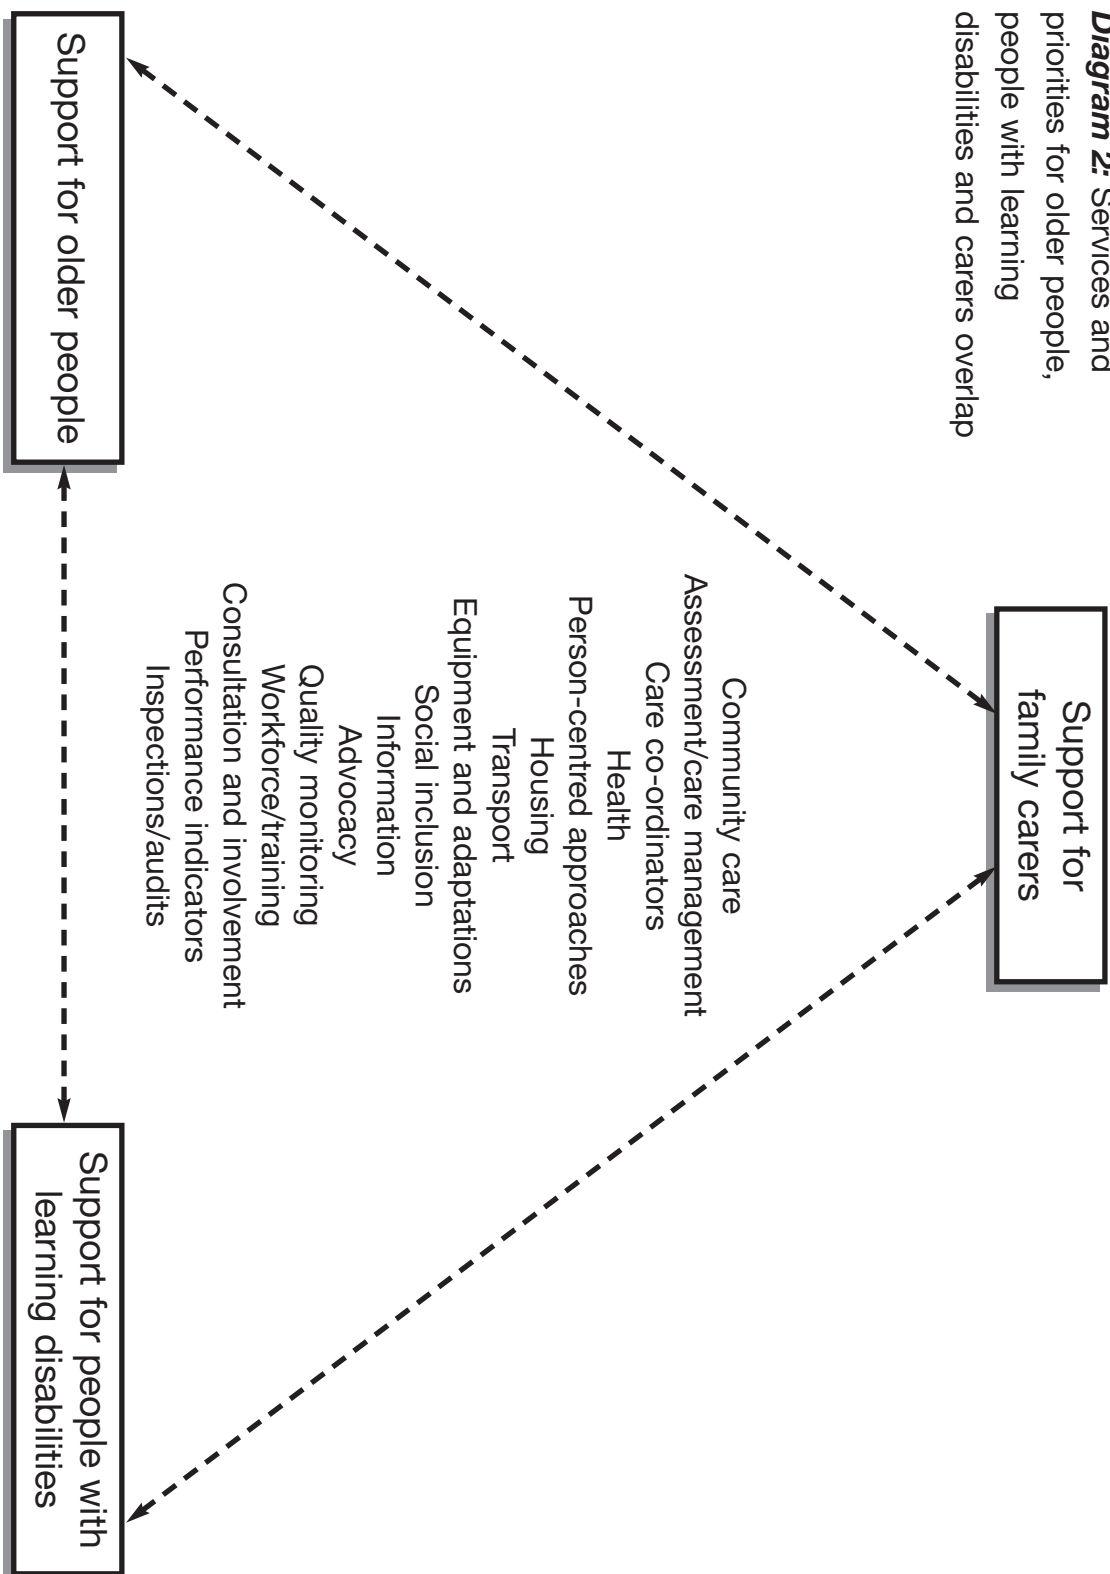 Diagram 2: Services and
priorities for older people,
people with learning
disabilities and carers overlap
Support for
family carers
Community care
Assessment/care management
Care co-ordinators
Health
Person-centred approaches
Housing
Transport
Equipment and adaptations
Social inclusion
Information
Advocacy
Quality monitoring
Workforce/training
Consultation and involvement
Performance indicators
Inspections/audits
Support for older people
Support for people with
learning disabilities